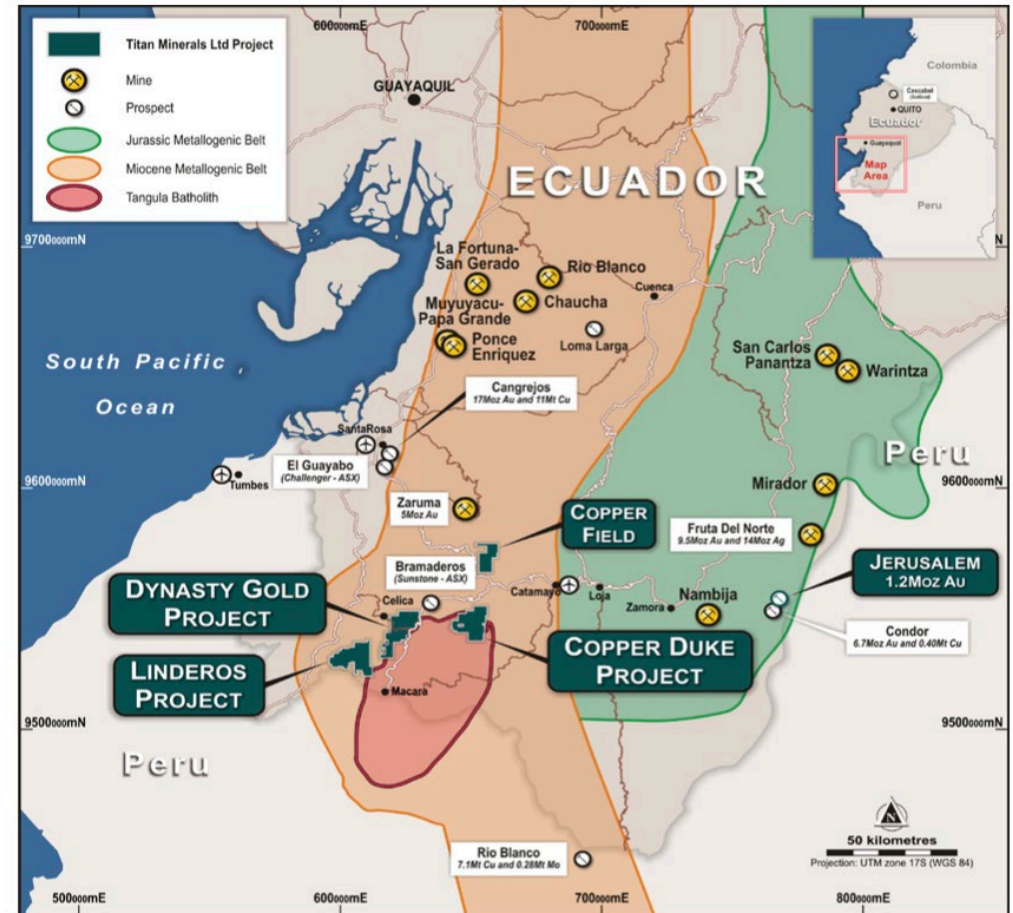 600000mE
700000mE
Titan Minerals Ltd Project
Mine
Prospect
Jurassic Metallogenic Belt
Miocene Metallogenic Belt
Tangula Batholith
GUAYAQUIL
ECUADOR
Colombia
Cascabel
(SolGold)
QUITO
Ecuador
Guayaquil
Map
Area
Peru
9700000mN
N
La Fortuna-
San Gerado
Rio Blanco
Chaucha
Cuenca
Muyuyacu-
Papa Grande
Ponce
Enriquez
Loma Larga
San Carlos
Panantza
Warintza
South Pacific
Ocean
Cangrejos
17Moz Au and 11Mt Cu
SantaRosa
El Guayabo
(Challenger - ASX)
Tumbes
Peru
9600000mN
9600000mN
Mirador
Zaruma
5Moz Au
COPPER
FIELD
Fruta Del Norte
9.5Moz Au and 14Moz Ag
Bramaderos
(Sunstone - ASX)
JERUSALEM
1.2MOZ AU
DYNASTY GOLD
PROJECT
Celica
Catamayo
Loja
Zamora
Nambija
Condor
6.7Moz Au and 0.40Mt Cu
COPPER DUKE
PROJECT
LINDEROS
PROJECT
Macará
9500000mN
9500000mN
Peru
N
50 kilometres
Projection: UTM zone 17S (WGS 84)
Rio Blanco
7.1Mt Cu and 0.28Mt Mo
500000mE
600000mE
700000mE
800000mE